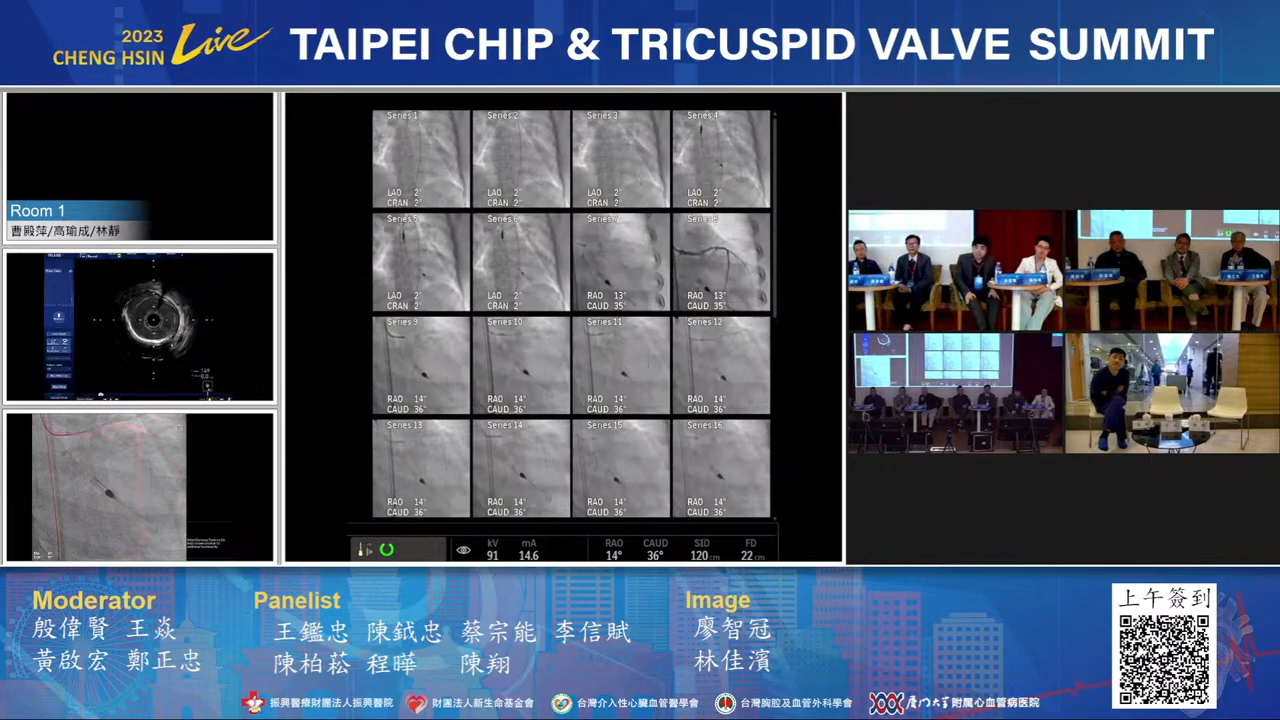 2023
CHENG HSIN Live
TAIPEI CHIP & TRICUSPID VALVE SUMMIT
Room 1
曹殿萍/高瑜成/林靜
Series 1
LAO 2°
CRAN 2°
Series 2
LAO 2°
CRAN 2°
Series 3
LAO 2°
CRAN 2°
Series 4
LAO 2°
CRAN 2°
Series 5
LAO 2°
CRAN 2°
Series 6
LAO 2°
CRAN 2°
Series 7
RAO 13°
CAUD 35°
Series 8
RAO 13°
CAUD 35°
Series 9
RAO 14°
CAUD 36°
Series 10
RAO 14°
CAUD 36°
Series 11
RAO 14°
CAUD 36°
Series 12
RAO 14°
CAUD 36°
Series 13
RAO 14°
CAUD 36°
Series 14
RAO 14°
CAUD 36°
Series 15
RAO 14°
CAUD 36°
Series 16
RAO 14°
CAUD 36°
kV mA RAO CAUD SID FD
91 14.6 14° 36° 120 cm 22 cm
Moderator
殷偉賢 王焱
黃啟宏 鄭正忠
Panelist
王鑑忠 陳鉞忠 蔡宗能 李信賦
陳柏菘 程曄 陳翔
Image
廖智冠
林佳濱
上午簽到
振興醫療財團法人振興醫院
財團法人新生命基金會
台灣介入性心臟血管醫學會
台灣胸腔及血管外科學會
厦门大学附属心血管病医院